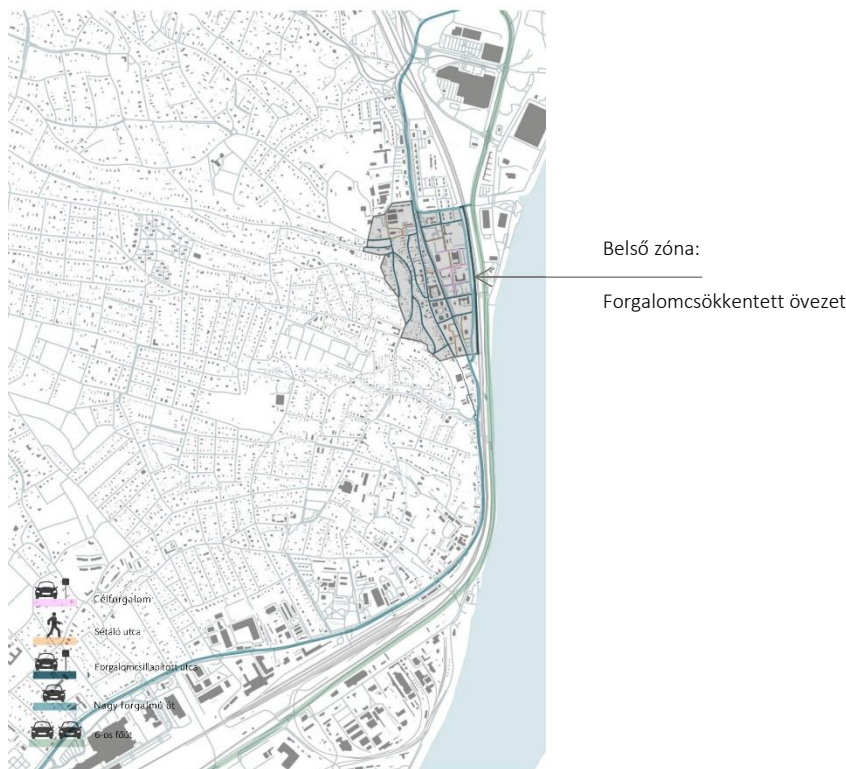 Belső zóna:
Forgalomcsökkentett övezet
Célforgalom
Sétáló utca
Forgalomcsillapított utca
Nagy forgalmú út
6-os főút